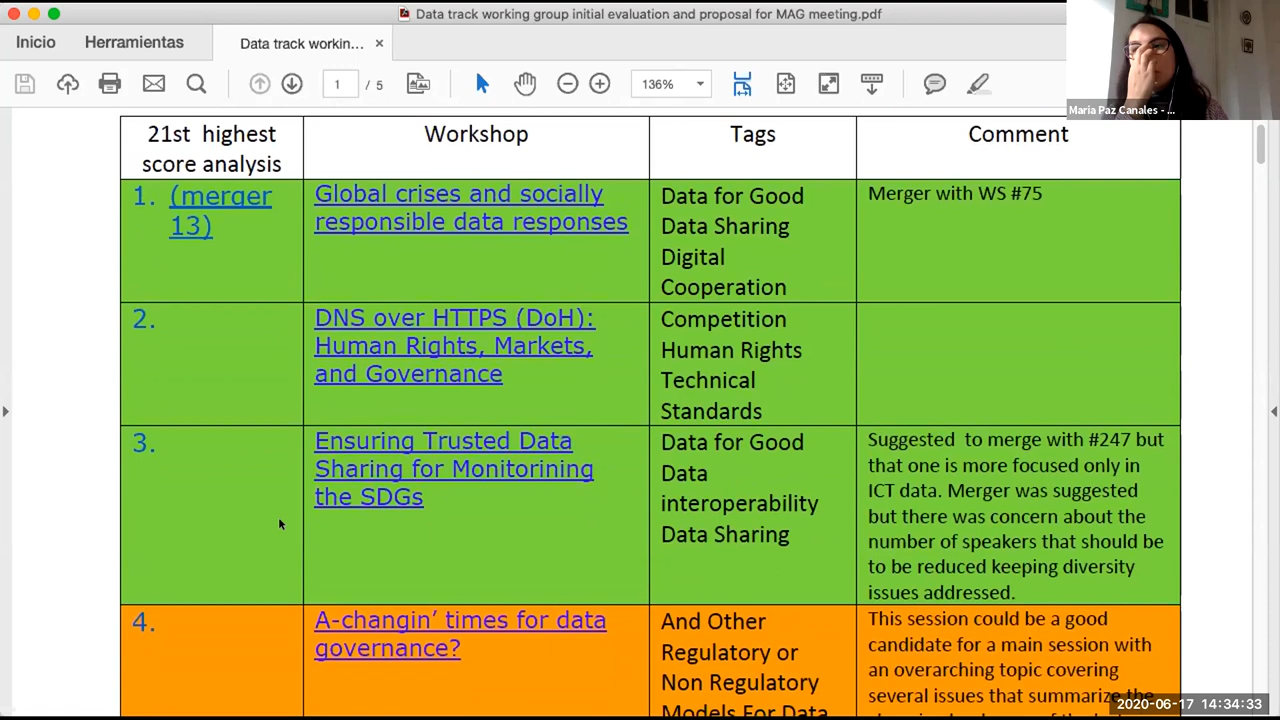 Data track working group initial evaluation and proposal for MAG meeting.pdf
Inicio
Herramientas
Data track workin... ×
1 / 5
136%
María Paz Canales - ...
21st highest
score analysis
Workshop
Tags
Comment
1. (merger
13)
Global crises and socially
responsible data responses
Data for Good
Data Sharing
Digital
Cooperation
Merger with WS #75
2.
DNS over HTTPS (DoH):
Human Rights, Markets,
and Governance
Competition
Human Rights
Technical
Standards
3.
Ensuring Trusted Data
Sharing for Monitorining
the SDGs
Data for Good
Data
interoperability
Data Sharing
Suggested to merge with #247 but
that one is more focused only in
ICT data. Merger was suggested
but there was concern about the
number of speakers that should be
to be reduced keeping diversity
issues addressed.
4.
A-changin’ times for data
governance?
And Other
Regulatory or
Non Regulatory
Models For Data
This session could be a good
candidate for a main session with
an overarching topic covering
several issues that summarize the
2020-06-17 14:34:33